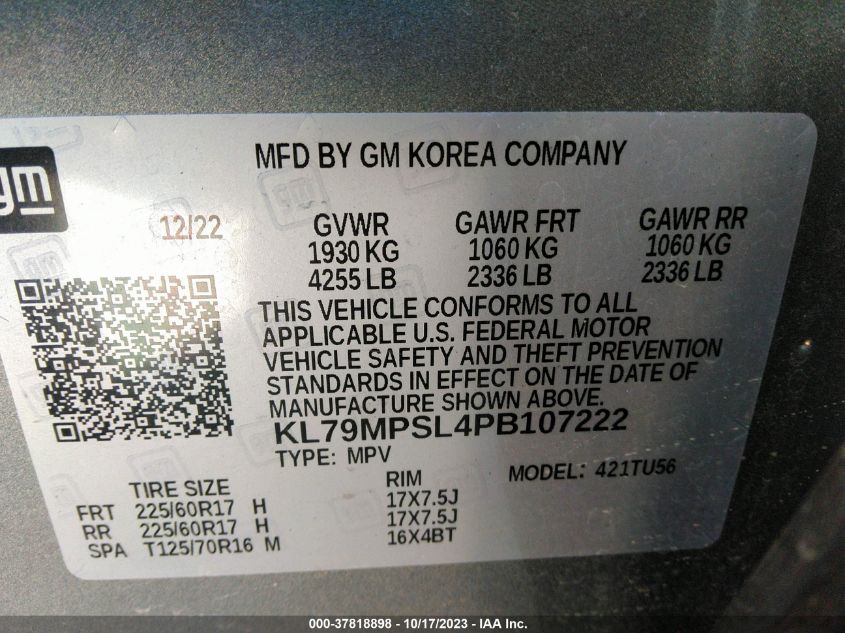 MFD BY GM KOREA COMPANY
gm
12/22
GVWR GAWR FRT GAWR RR
1930 KG 1060 KG 1060 KG
4255 LB 2336 LB 2336 LB
THIS VEHICLE CONFORMS TO ALL
APPLICABLE U.S. FEDERAL MOTOR
VEHICLE SAFETY AND THEFT PREVENTION
STANDARDS IN EFFECT ON THE DATE OF
MANUFACTURE SHOWN ABOVE.
KL79MPSL4PB107222
TYPE: MPV
MODEL: 421TU56
TIRE SIZE RIM
FRT 225/60R17 H 17X7.5J
RR 225/60R17 H 17X7.5J
SPA T125/70R16 M 16X4BT
000-37818898 - 10/17/2023 - IAA Inc.